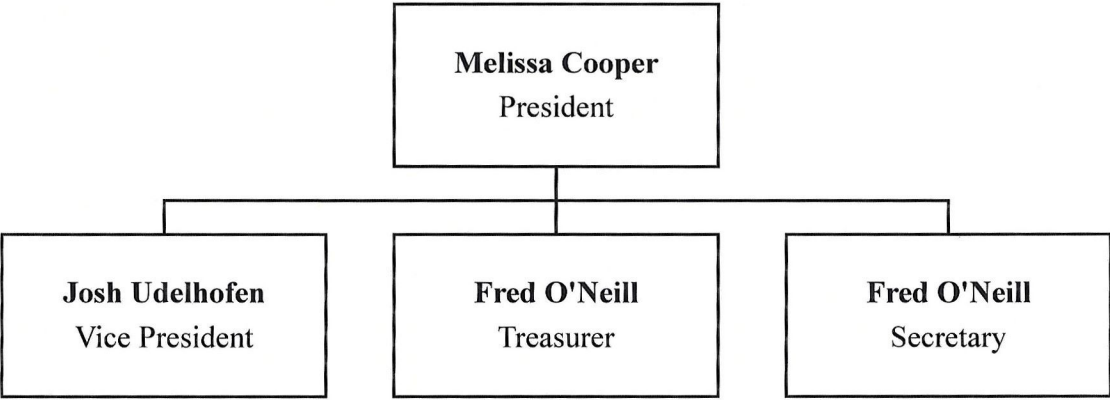 Melissa Cooper
President
Josh Udelhofen
Vice President
Fred O'Neill
Treasurer
Fred O'Neill
Secretary